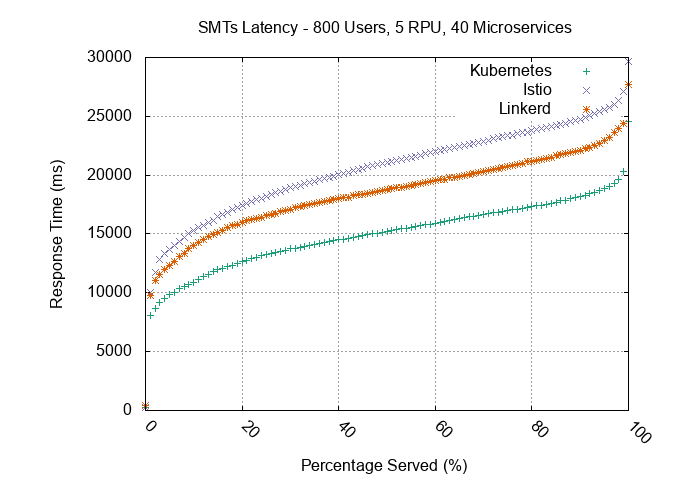 SMTs Latency - 800 Users, 5 RPU, 40 Microservices
30000
25000
20000
15000
10000
5000
0
Response Time (ms)
Kubernetes
Istio
Linkerd
0
20
40
60
80
100
Percentage Served (%)